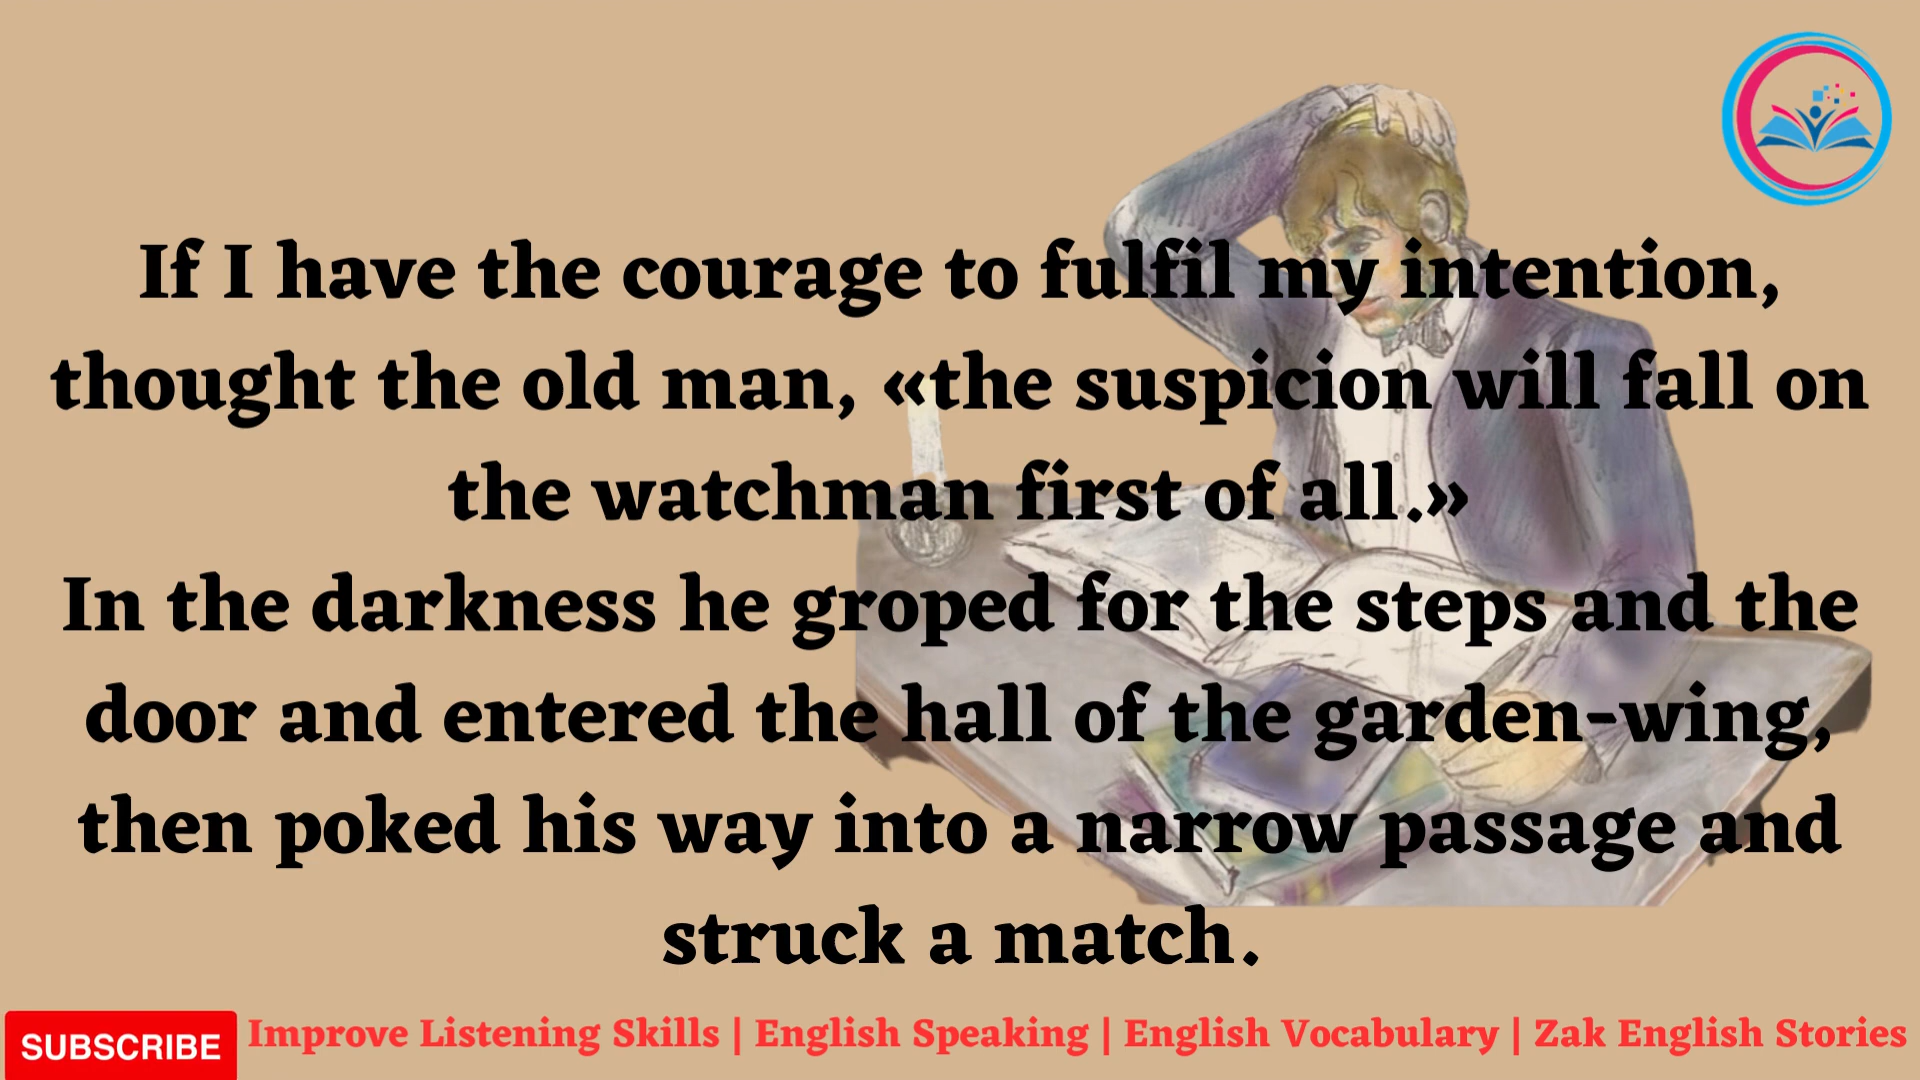 If I have the courage to fulfil my intention,
thought the old man, «the suspicion will fall on
the watchman first of all.»
In the darkness he groped for the steps and the
door and entered the hall of the garden-wing,
then poked his way into a narrow passage and
struck a match.
SUBSCRIBE Improve Listening Skills | English Speaking | English Vocabulary | Zak English Stories